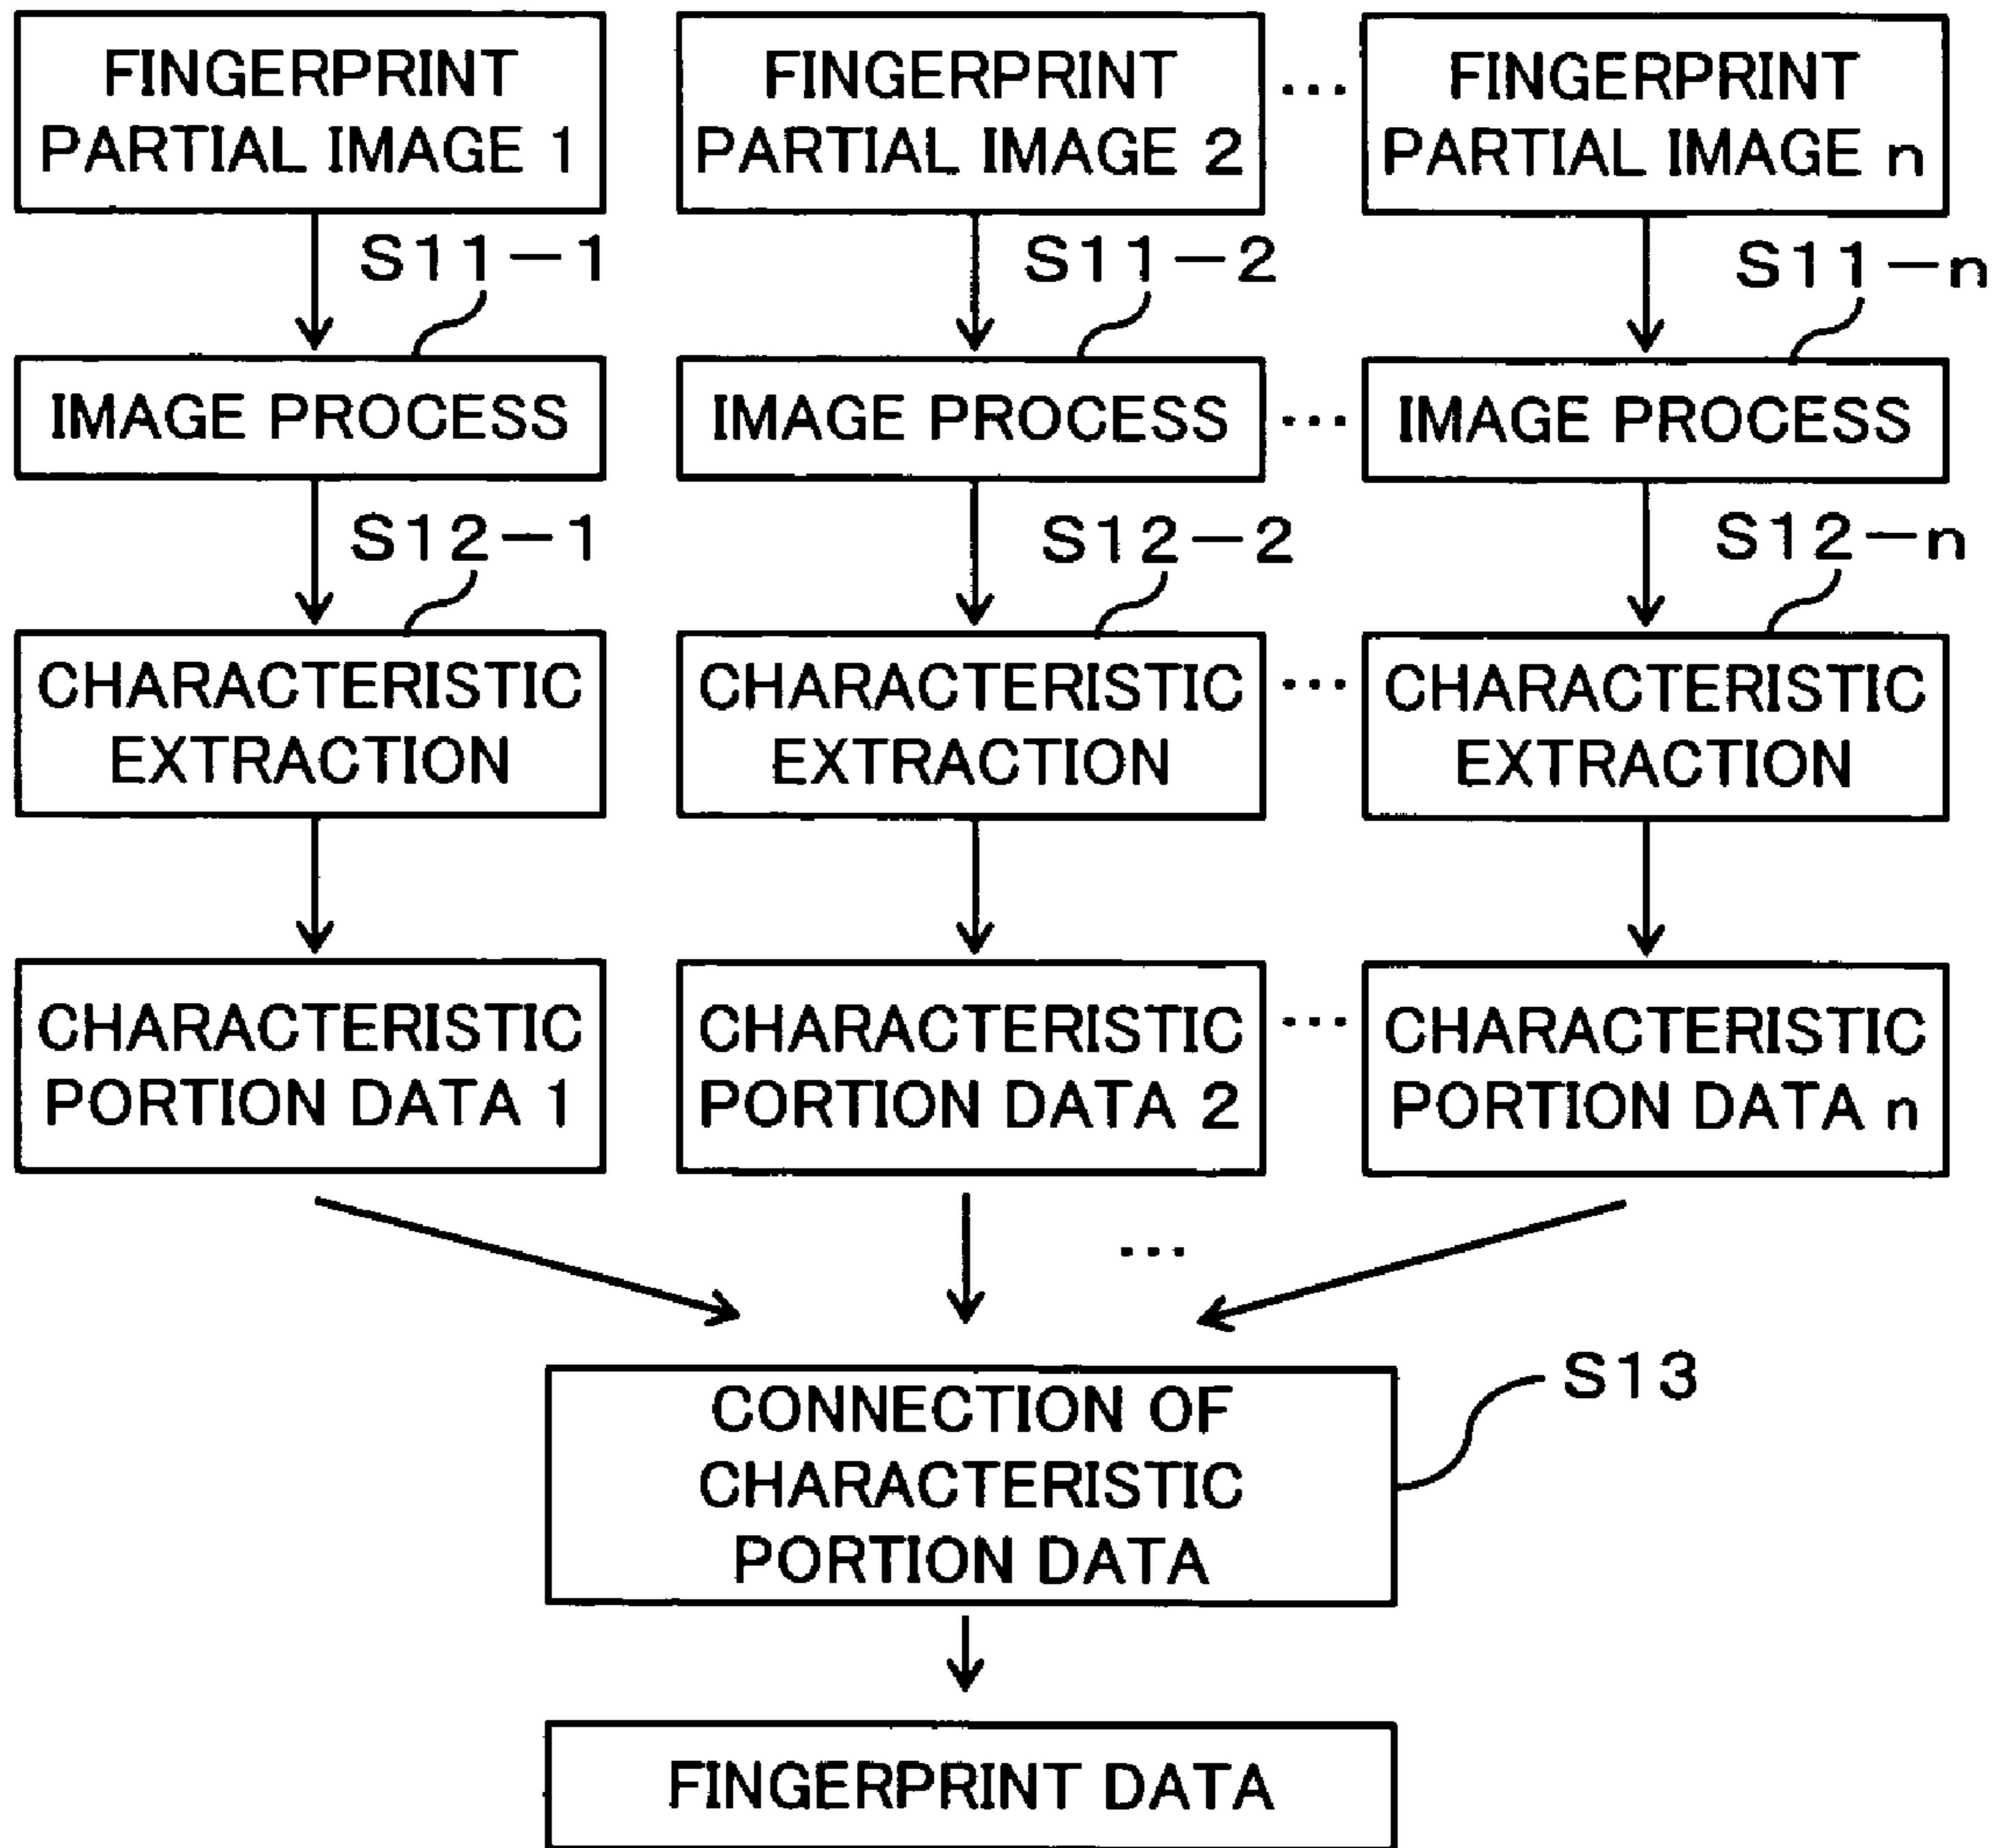 FINGERPRINT
PARTIAL IMAGE 1
FINGERPRINT
PARTIAL IMAGE 2
...
FINGERPRINT
PARTIAL IMAGE n
S11-1
S11-2
S11-n
IMAGE PROCESS
IMAGE PROCESS
...
IMAGE PROCESS
S12-1
S12-2
S12-n
CHARACTERISTIC
EXTRACTION
CHARACTERISTIC
EXTRACTION
...
CHARACTERISTIC
EXTRACTION
CHARACTERISTIC
PORTION DATA 1
CHARACTERISTIC
PORTION DATA 2
...
CHARACTERISTIC
PORTION DATA n
...
CONNECTION OF
CHARACTERISTIC
PORTION DATA
S13
FINGERPRINT DATA